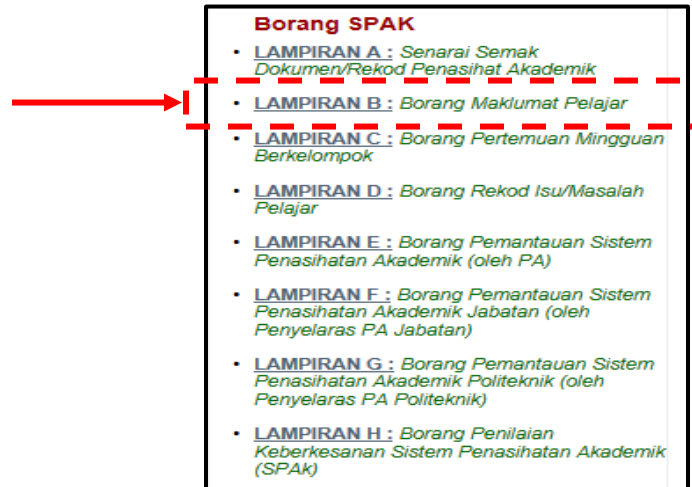 Borang SPAK
• LAMPIRAN A : Senarai Semak
Dokumen/Rekod Penasihat Akademik
• LAMPIRAN B : Borang Maklumat Pelajar
• LAMPIRAN C : Borang Pertemuan Mingguan
Berkelompok
• LAMPIRAN D : Borang Rekod Isu/Masalah
Pelajar
• LAMPIRAN E : Borang Pemantauan Sistem
Penasihatan Akademik (oleh PA)
• LAMPIRAN F : Borang Pemantauan Sistem
Penasihatan Akademik Jabatan (oleh
Penyelaras PA Jabatan)
• LAMPIRAN G : Borang Pemantauan Sistem
Penasihatan Akademik Politeknik (oleh
Penyelaras PA Politeknik)
• LAMPIRAN H : Borang Penilaian
Keberkesanan Sistem Penasihatan Akademik
(SPAk)